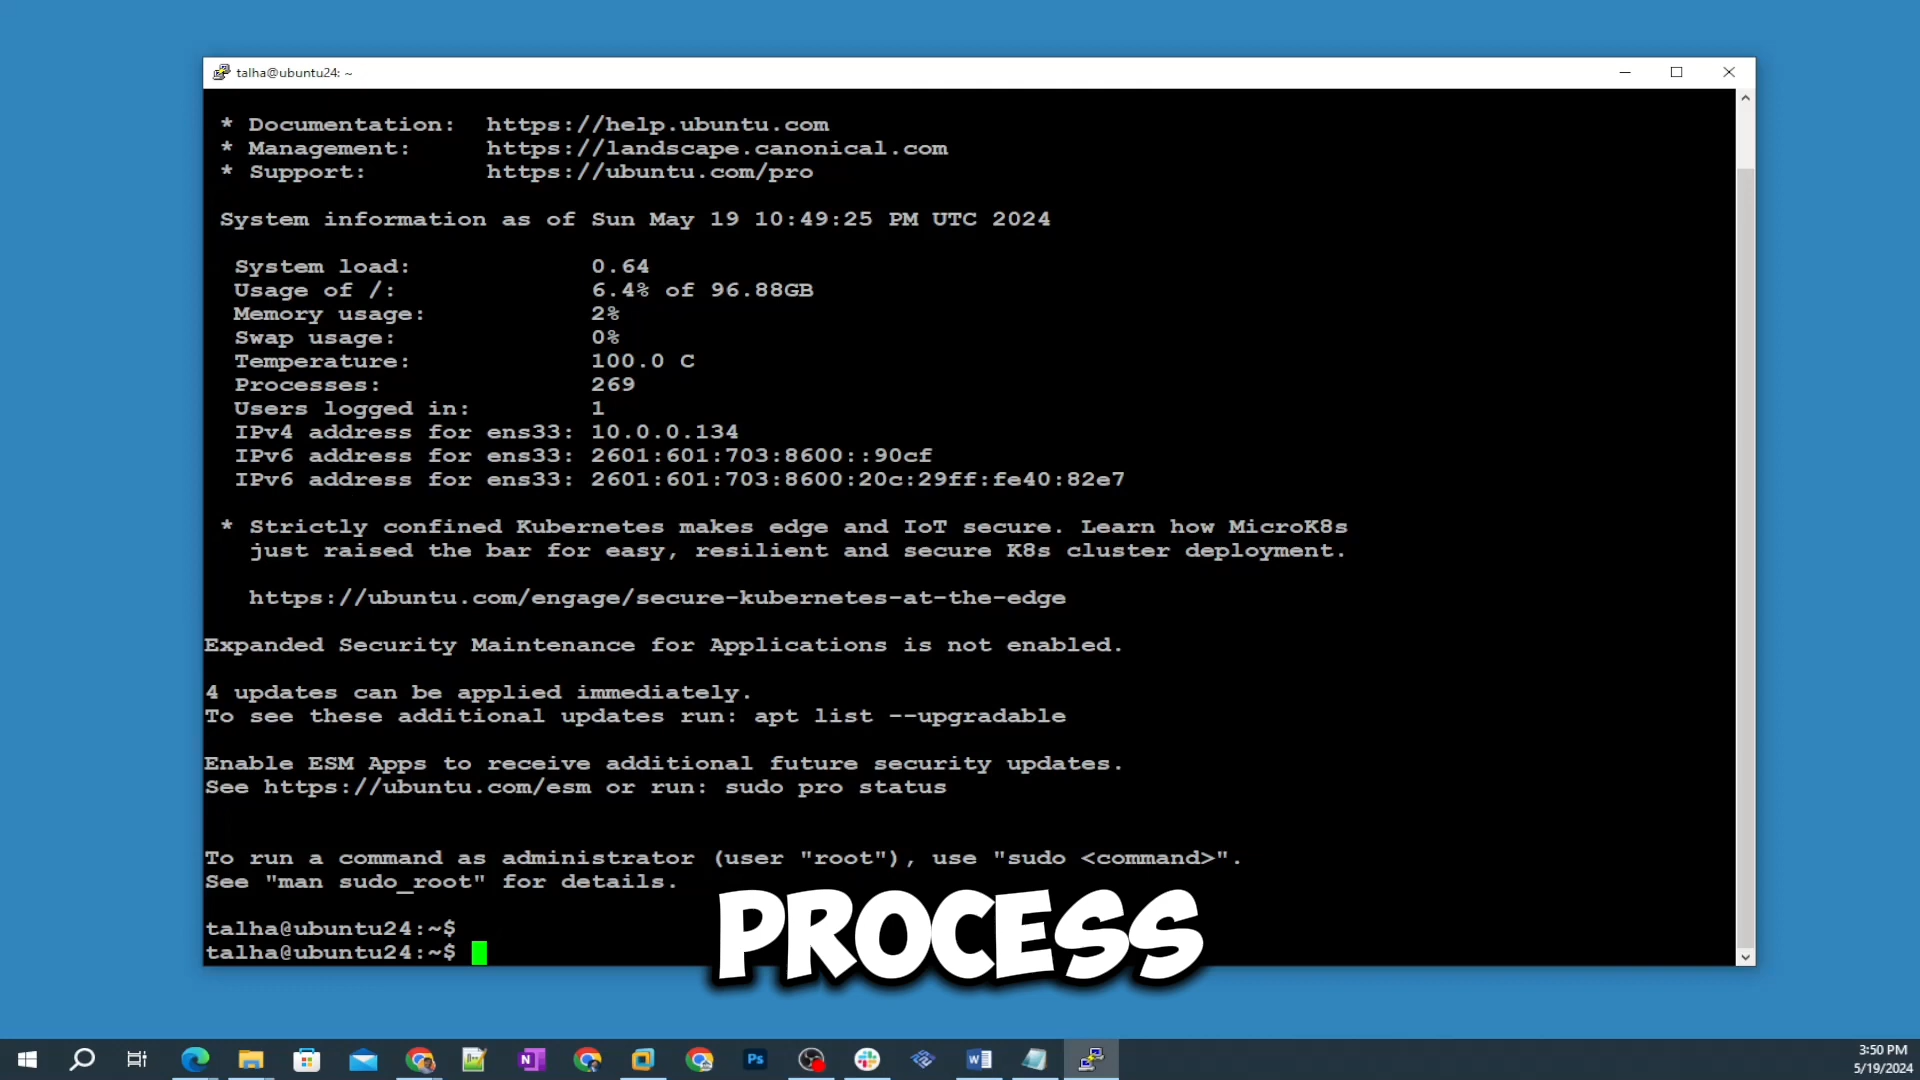 talha@ubuntu24: ~
* Documentation:  https://help.ubuntu.com
* Management:     https://landscape.canonical.com
* Support:        https://ubuntu.com/pro
System information as of Sun May 19 10:49:25 PM UTC 2024
System load:            0.64
Usage of /:             6.4% of 96.88GB
Memory usage:           2%
Swap usage:             0%
Temperature:            100.0 C
Processes:              269
Users logged in:        1
IPv4 address for ens33: 10.0.0.134
IPv6 address for ens33: 2601:601:703:8600::90cf
IPv6 address for ens33: 2601:601:703:8600:20c:29ff:fe40:82e7
* Strictly confined Kubernetes makes edge and IoT secure. Learn how MicroK8s
just raised the bar for easy, resilient and secure K8s cluster deployment.
https://ubuntu.com/engage/secure-kubernetes-at-the-edge
Expanded Security Maintenance for Applications is not enabled.
4 updates can be applied immediately.
To see these additional updates run: apt list --upgradable
Enable ESM Apps to receive additional future security updates.
See https://ubuntu.com/esm or run: sudo pro status
To run a command as administrator (user "root"), use "sudo <command>".
See "man sudo_root" for details.
talha@ubuntu24:~$
talha@ubuntu24:~$
PROCESS
N
Ps
W
3:50 PM
5/19/2024